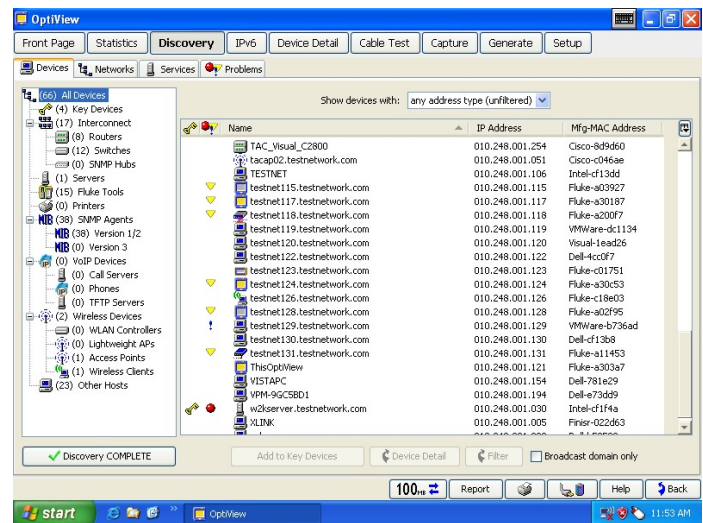 OptiView
Front Page Statistics Discovery IPv6 Device Detail Cable Test Capture Generate Setup
Devices Networks Services Problems
(66) All Devices
(4) Key Devices
(17) Interconnect
(8) Routers
(12) Switches
(0) SNMP Hubs
(1) Servers
(15) Fluke Tools
(0) Printers
MIB (38) SNMP Agents
MIB (38) Version 1/2
MIB (0) Version 3
(0) VoIP Devices
(0) Call Servers
(0) Phones
(0) TFTP Servers
(2) Wireless Devices
(0) WLAN Controllers
(0) Lightweight APs
(1) Access Points
(1) Wireless Clients
(23) Other Hosts
Show devices with: any address type (unfiltered)
Name IP Address Mfg-MAC Address
TAC_Visual_C2800 010.248.001.254 Cisco-8d9d60
tacap02.testnetwork.com 010.248.001.051 Cisco-c046ae
TESTNET 010.248.001.106 Intel-cf13dd
testnet115.testnetwork.com 010.248.001.115 Fluke-a03927
testnet117.testnetwork.com 010.248.001.117 Fluke-a30187
testnet118.testnetwork.com 010.248.001.118 Fluke-a200f7
testnet119.testnetwork.com 010.248.001.119 VMWare-dc1134
testnet120.testnetwork.com 010.248.001.120 Visual-1ead26
testnet122.testnetwork.com 010.248.001.122 Dell-4cc0f7
testnet123.testnetwork.com 010.248.001.123 Fluke-c01751
testnet124.testnetwork.com 010.248.001.124 Fluke-a30c53
testnet126.testnetwork.com 010.248.001.126 Fluke-c18e03
testnet128.testnetwork.com 010.248.001.128 Fluke-a02f95
testnet129.testnetwork.com 010.248.001.129 VMWare-b736ad
testnet130.testnetwork.com 010.248.001.130 Dell-cf13b8
testnet131.testnetwork.com 010.248.001.131 Fluke-a11453
ThisOptiView 010.248.001.121 Fluke-a303a7
VISTAPC 010.248.001.154 Dell-781e29
VPM-9GC5BD1 010.248.001.194 Dell-e73dd9
w2kserver.testnetwork.com 010.248.001.030 Intel-cf1f4a
XLINK 010.248.001.005 Finisr-022d63
Discovery COMPLETE Add to Key Devices Device Detail Filter Broadcast domain only
100MB Report Help Back
start OptiView 11:53 AM